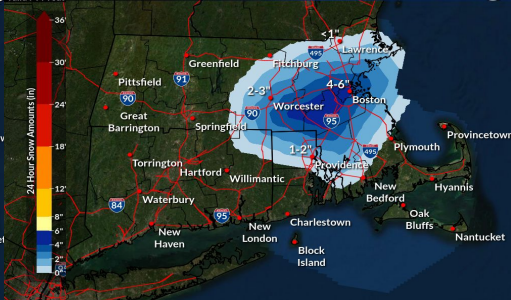 36"
30"
24"
18"
12"
8"
6"
4"
2"
0"
24 Hour Snow Amounts (in)
<1"
495
Lawrence
Greenfield
Fitchburg
Pittsfield
91
90
2-3"
4-6"
Worcester
Boston
Great
Barrington
Springfield
90
95
Provincetown
Plymouth
1-2"
495
Torrington
Hartford
Willimantic
Providence
Waterbury
84
95
New
Bedford
Hyannis
New
Haven
New
London
Charlestown
Oak
Bluffs
Nantucket
Block
Island